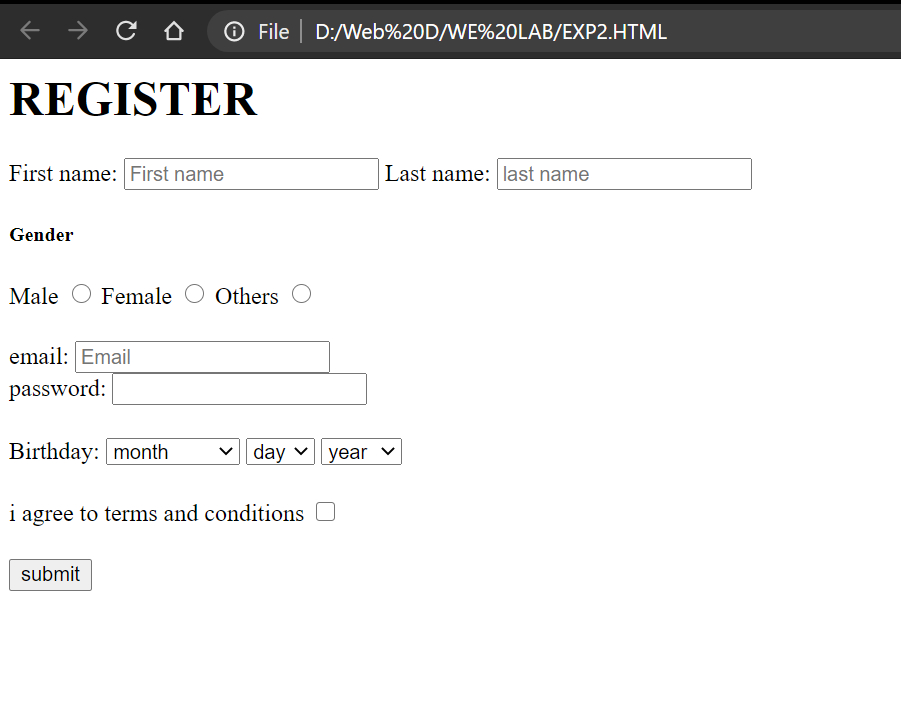 File D:/Web%20D/WE%20LAB/EXP2.HTML
REGISTER
First name: First name Last name: last name
Gender
Male Female Others
email: Email
password:
Birthday: month day year
i agree to terms and conditions
submit